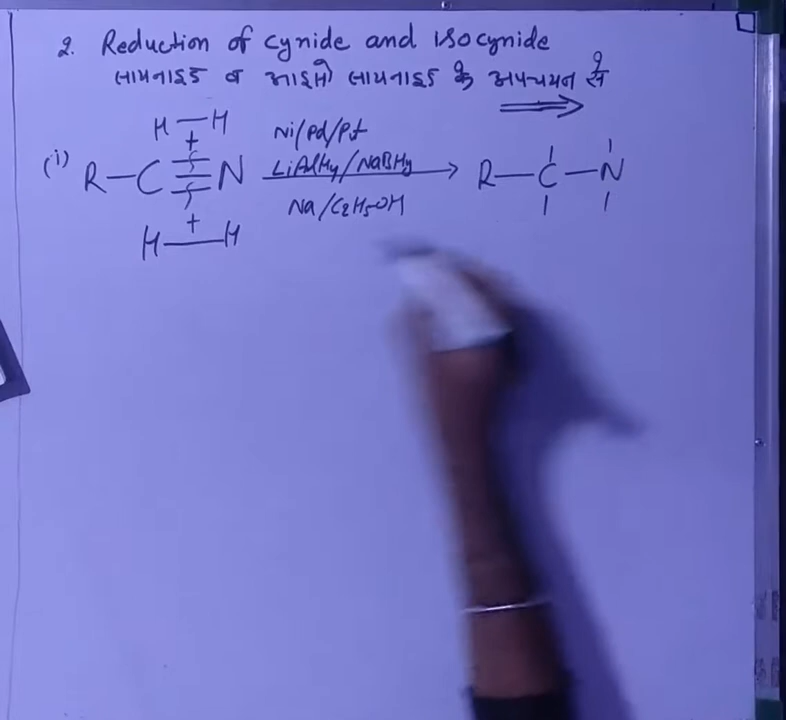 2. Reduction of cynide and isocynide
सायनाइड व आइसो सायनाइड के अपचयन से
H—H
+
(i) R—C≡N Ni/Pd/Pt
LiAlH4/NaBH4
Na/C2H5OH
R—C—N
+
H—H